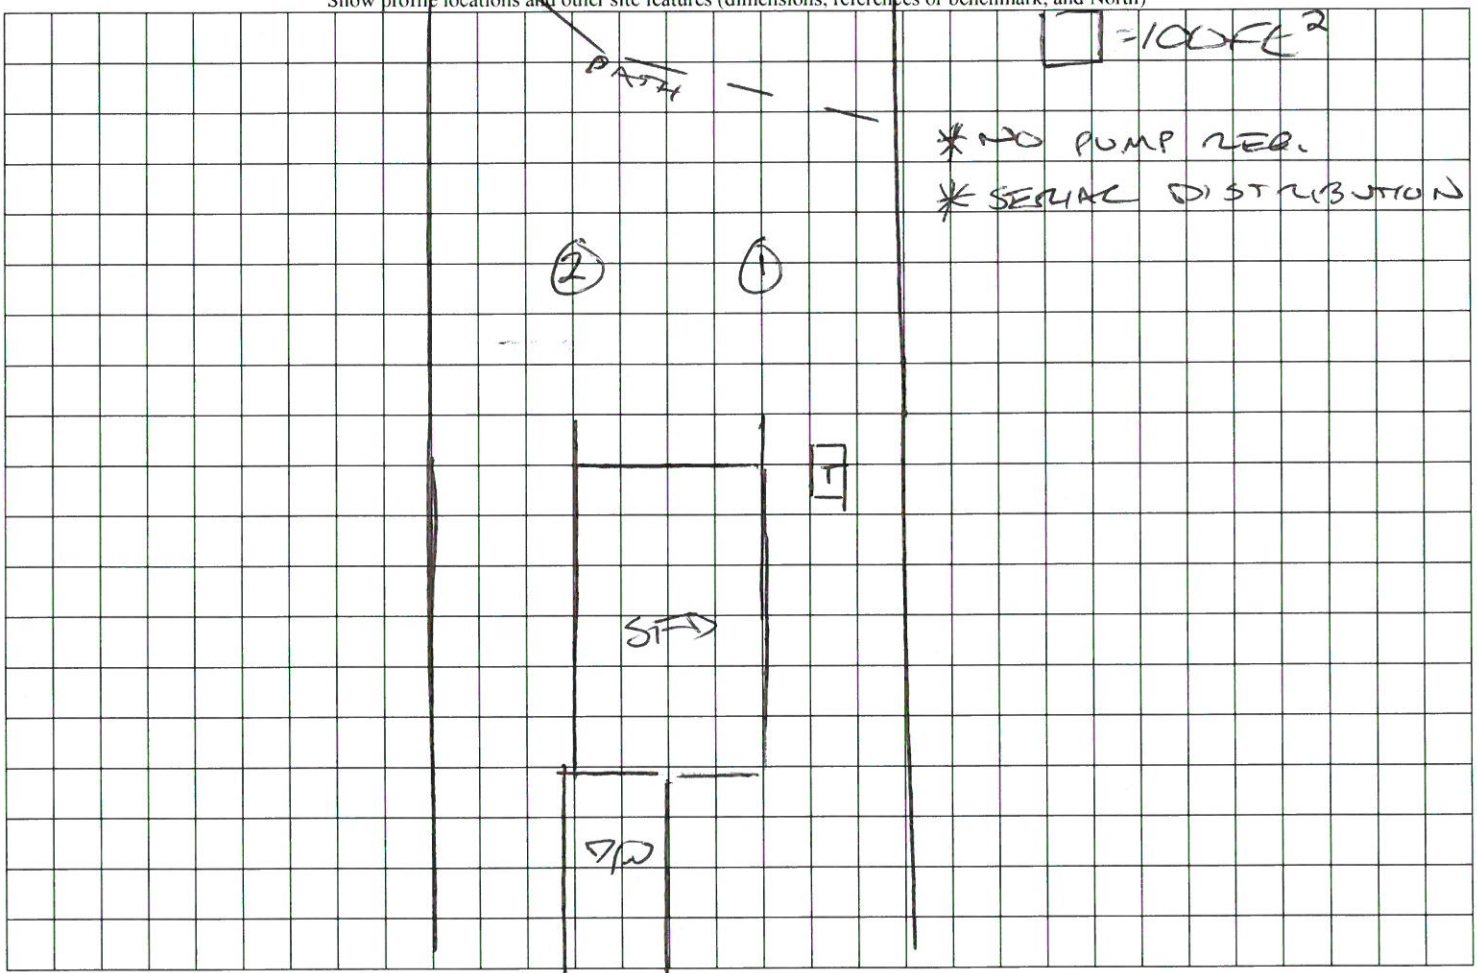 Show profile locations and other site features (dimensions, references or benchmark, and North)
=100Ft²
PATH
* NO PUMP REQ.
* SERIAL DISTRIBUTION
2 1
T
D/W